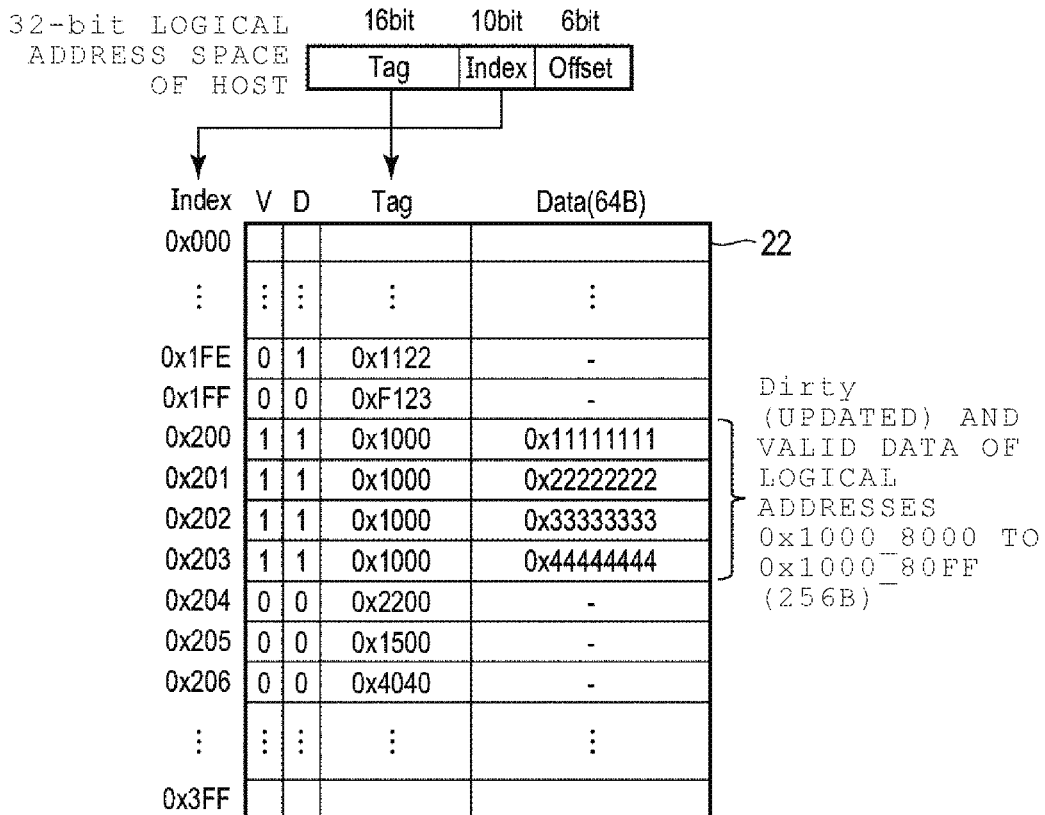 32-bit LOGICAL
ADDRESS SPACE
OF HOST
16bit 10bit 6bit
Tag Index Offset
Index V D Tag Data(64B)
0x000
22
⋮ ⋮ ⋮ ⋮ ⋮
0x1FE 0 1 0x1122 -
0x1FF 0 0 0xF123 -
0x200 1 1 0x1000 0x11111111
0x201 1 1 0x1000 0x22222222
0x202 1 1 0x1000 0x33333333
0x203 1 1 0x1000 0x44444444
0x204 0 0 0x2200 -
0x205 0 0 0x1500 -
0x206 0 0 0x4040 -
⋮ ⋮ ⋮ ⋮ ⋮
0x3FF
Dirty
(UPDATED) AND
VALID DATA OF
LOGICAL
ADDRESSES
0x1000_8000 TO
0x1000_80FF
(256B)